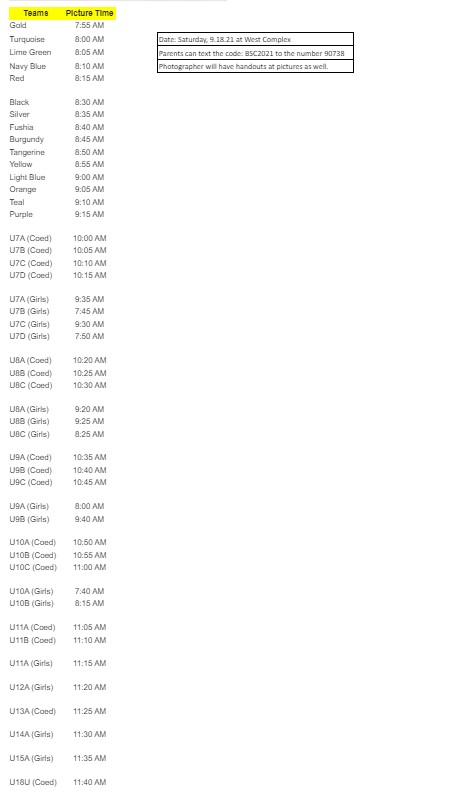 Teams Picture Time
Gold 7:55 AM
Turquoise 8:00 AM
Date: Saturday, 9.18.21 at West Complex
Lime Green 8:05 AM
Parents can text the code: BSC2021 to the number 90738
Navy Blue 8:10 AM
Photographer will have handouts at pictures as well.
Red 8:15 AM
Black 8:30 AM
Silver 8:35 AM
Fushia 8:40 AM
Burgundy 8:45 AM
Tangerine 8:50 AM
Yellow 8:55 AM
Light Blue 9:00 AM
Orange 9:05 AM
Teal 9:10 AM
Purple 9:15 AM
U7A (Coed) 10:00 AM
U7B (Coed) 10:05 AM
U7C (Coed) 10:10 AM
U7D (Coed) 10:15 AM
U7A (Girls) 9:35 AM
U7B (Girls) 7:45 AM
U7C (Girls) 9:30 AM
U7D (Girls) 7:50 AM
U8A (Coed) 10:20 AM
U8B (Coed) 10:25 AM
U8C (Coed) 10:30 AM
U8A (Girls) 9:20 AM
U8B (Girls) 9:25 AM
U8C (Girls) 8:25 AM
U9A (Coed) 10:35 AM
U9B (Coed) 10:40 AM
U9C (Coed) 10:45 AM
U9A (Girls) 8:00 AM
U9B (Girls) 9:40 AM
U10A (Coed) 10:50 AM
U10B (Coed) 10:55 AM
U10C (Coed) 11:00 AM
U10A (Girls) 7:40 AM
U10B (Girls) 8:15 AM
U11A (Coed) 11:05 AM
U11B (Coed) 11:10 AM
U11A (Girls) 11:15 AM
U12A (Girls) 11:20 AM
U13A (Coed) 11:25 AM
U14A (Girls) 11:30 AM
U15A (Girls) 11:35 AM
U18U (Coed) 11:40 AM